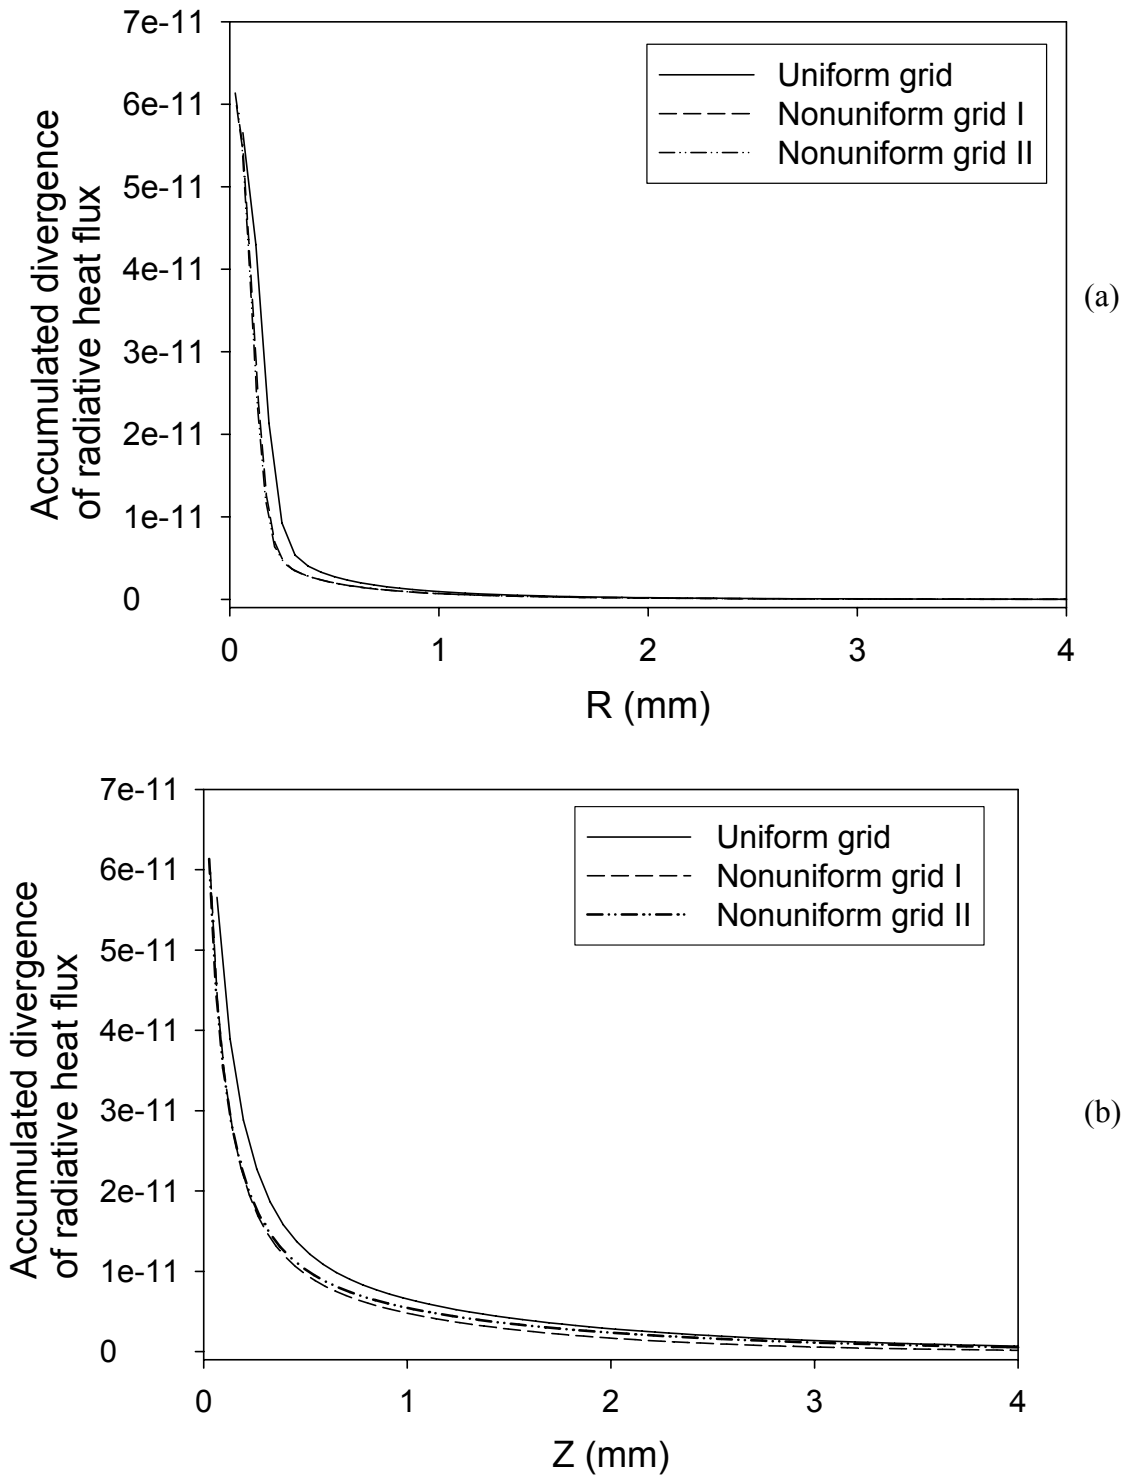 7e-11
6e-11
5e-11
4e-11
3e-11
2e-11
1e-11
0
Accumulated divergence
of radiative heat flux
Uniform grid
Nonuniform grid I
Nonuniform grid II
(a)
0 1 2 3 4
R (mm)
7e-11
6e-11
5e-11
4e-11
3e-11
2e-11
1e-11
0
Accumulated divergence
of radiative heat flux
Uniform grid
Nonuniform grid I
Nonuniform grid II
(b)
0 1 2 3 4
Z (mm)